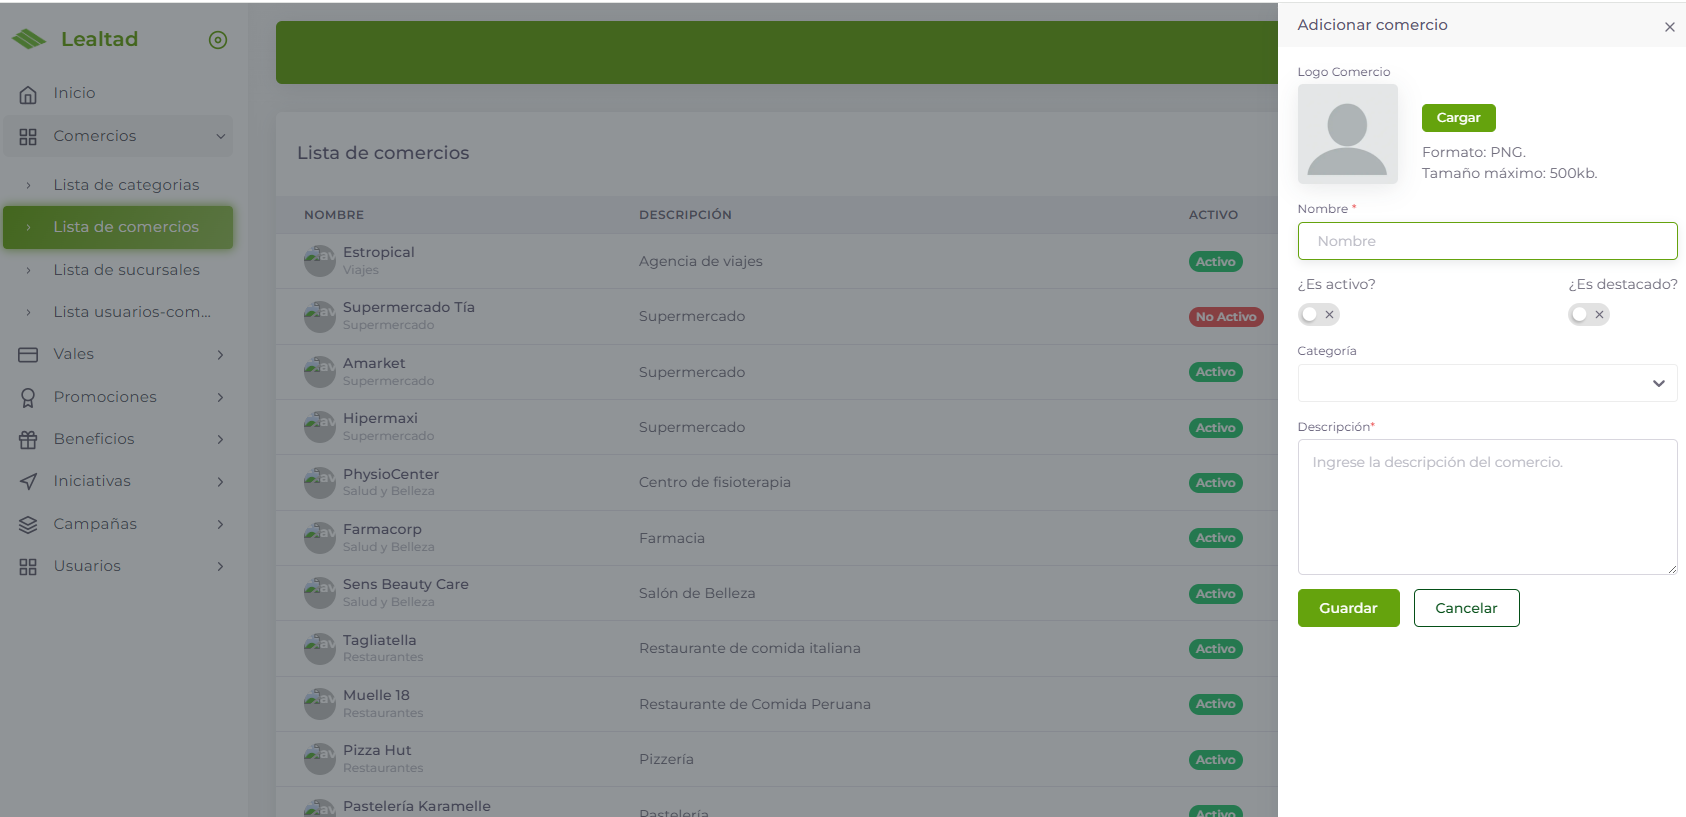 Lealtad
Inicio
Comercios
Lista de categorias
Lista de comercios
Lista de sucursales
Lista usuarios-com...
Vales
Promociones
Beneficios
Iniciativas
Campañas
Usuarios
Lista de comercios
NOMBRE DESCRIPCIÓN ACTIVO
Estropical
Viajes
Agencia de viajes
Activo
Supermercado Tía
Supermercado
Supermercado
No Activo
Amarket
Supermercado
Supermercado
Activo
Hipermaxi
Supermercado
Supermercado
Activo
PhysioCenter
Salud y Belleza
Centro de fisioterapia
Activo
Farmacorp
Salud y Belleza
Farmacia
Activo
Sens Beauty Care
Salud y Belleza
Salón de Belleza
Activo
Tagliatella
Restaurantes
Restaurante de comida italiana
Activo
Muelle 18
Restaurantes
Restaurante de Comida Peruana
Activo
Pizza Hut
Restaurantes
Pizzería
Activo
Pastelería Karamelle
Pastelería
Activo
Adicionar comercio
Logo Comercio
Cargar
Formato: PNG.
Tamaño máximo: 500kb.
Nombre *
Nombre
¿Es activo? ¿Es destacado?
Categoría
Descripción*
Ingrese la descripción del comercio.
Guardar Cancelar